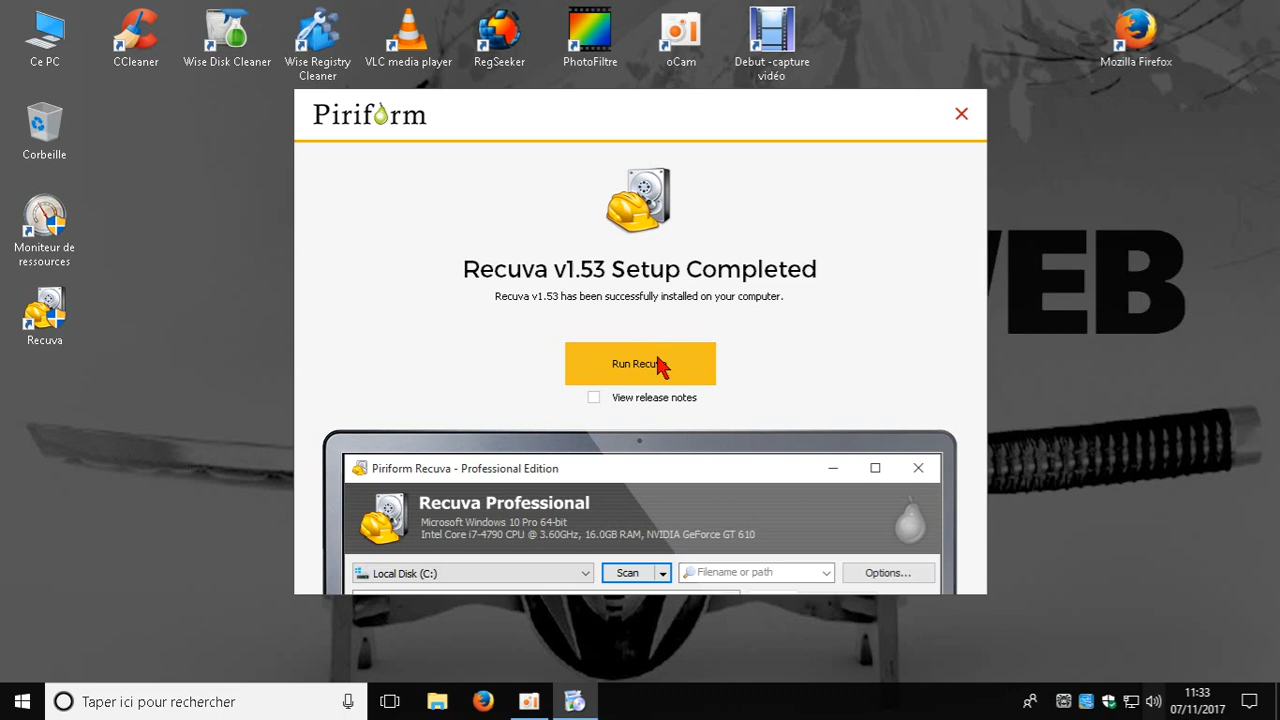 Ce PC
CCleaner
Wise Disk Cleaner
Wise Registry
Cleaner
VLC media player
RegSeeker
PhotoFiltre
oCam
Debut -capture
vidéo
Mozilla Firefox
Corbeille
Moniteur de
ressources
Recuva
Piriform
WEB
Recuva v1.53 Setup Completed
Recuva v1.53 has been successfully installed on your computer.
Run Recuva
View release notes
Piriform Recuva - Professional Edition
Recuva Professional
Microsoft Windows 10 Pro 64-bit
Intel Core i7-4790 CPU @ 3.60GHz, 16.0GB RAM, NVIDIA GeForce GT 610
Local Disk (C:)
Scan
Filename or path
Options...
Taper ici pour rechercher
11:33
07/11/2017